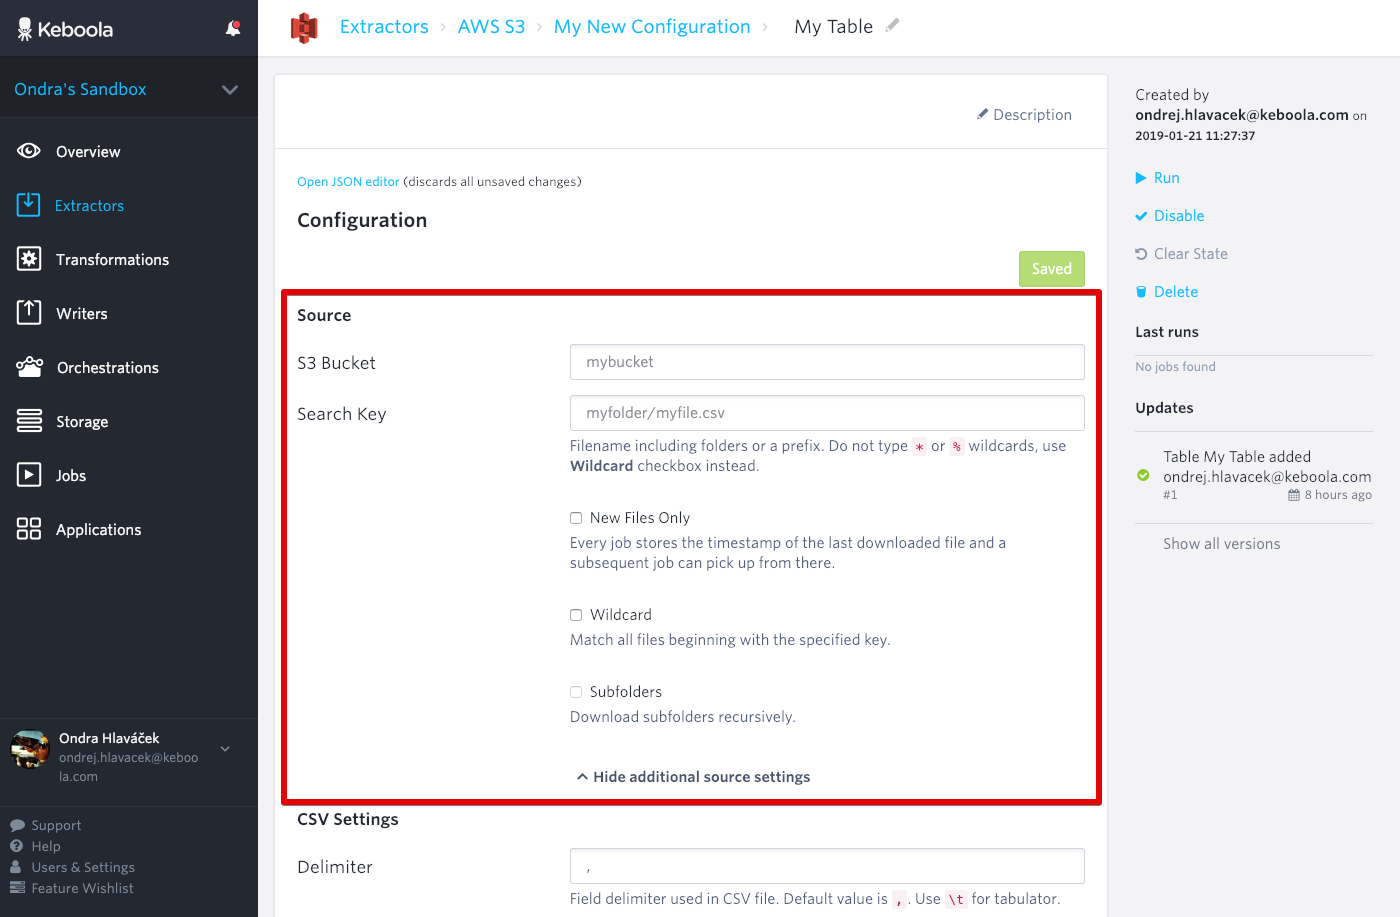 Keboola
Ondra's Sandbox
Overview
Extractors
Transformations
Writers
Orchestrations
Storage
Jobs
Applications
Ondra Hlaváček
ondrej.hlavacek@keboo
la.com
Support
Help
Users & Settings
Feature Wishlist
Extractors › AWS S3 › My New Configuration › My Table
Description
Open JSON editor (discards all unsaved changes)
Configuration
Saved
Source
S3 Bucket
mybucket
Search Key
myfolder/myfile.csv
Filename including folders or a prefix. Do not type * or % wildcards, use
Wildcard checkbox instead.
New Files Only
Every job stores the timestamp of the last downloaded file and a
subsequent job can pick up from there.
Wildcard
Match all files beginning with the specified key.
Subfolders
Download subfolders recursively.
Hide additional source settings
CSV Settings
Delimiter
,
Field delimiter used in CSV file. Default value is , . Use \t for tabulator.
Created by
ondrej.hlavacek@keboola.com on
2019-01-21 11:27:37
Run
Disable
Clear State
Delete
Last runs
No jobs found
Updates
Table My Table added
ondrej.hlavacek@keboola.com
#1 8 hours ago
Show all versions